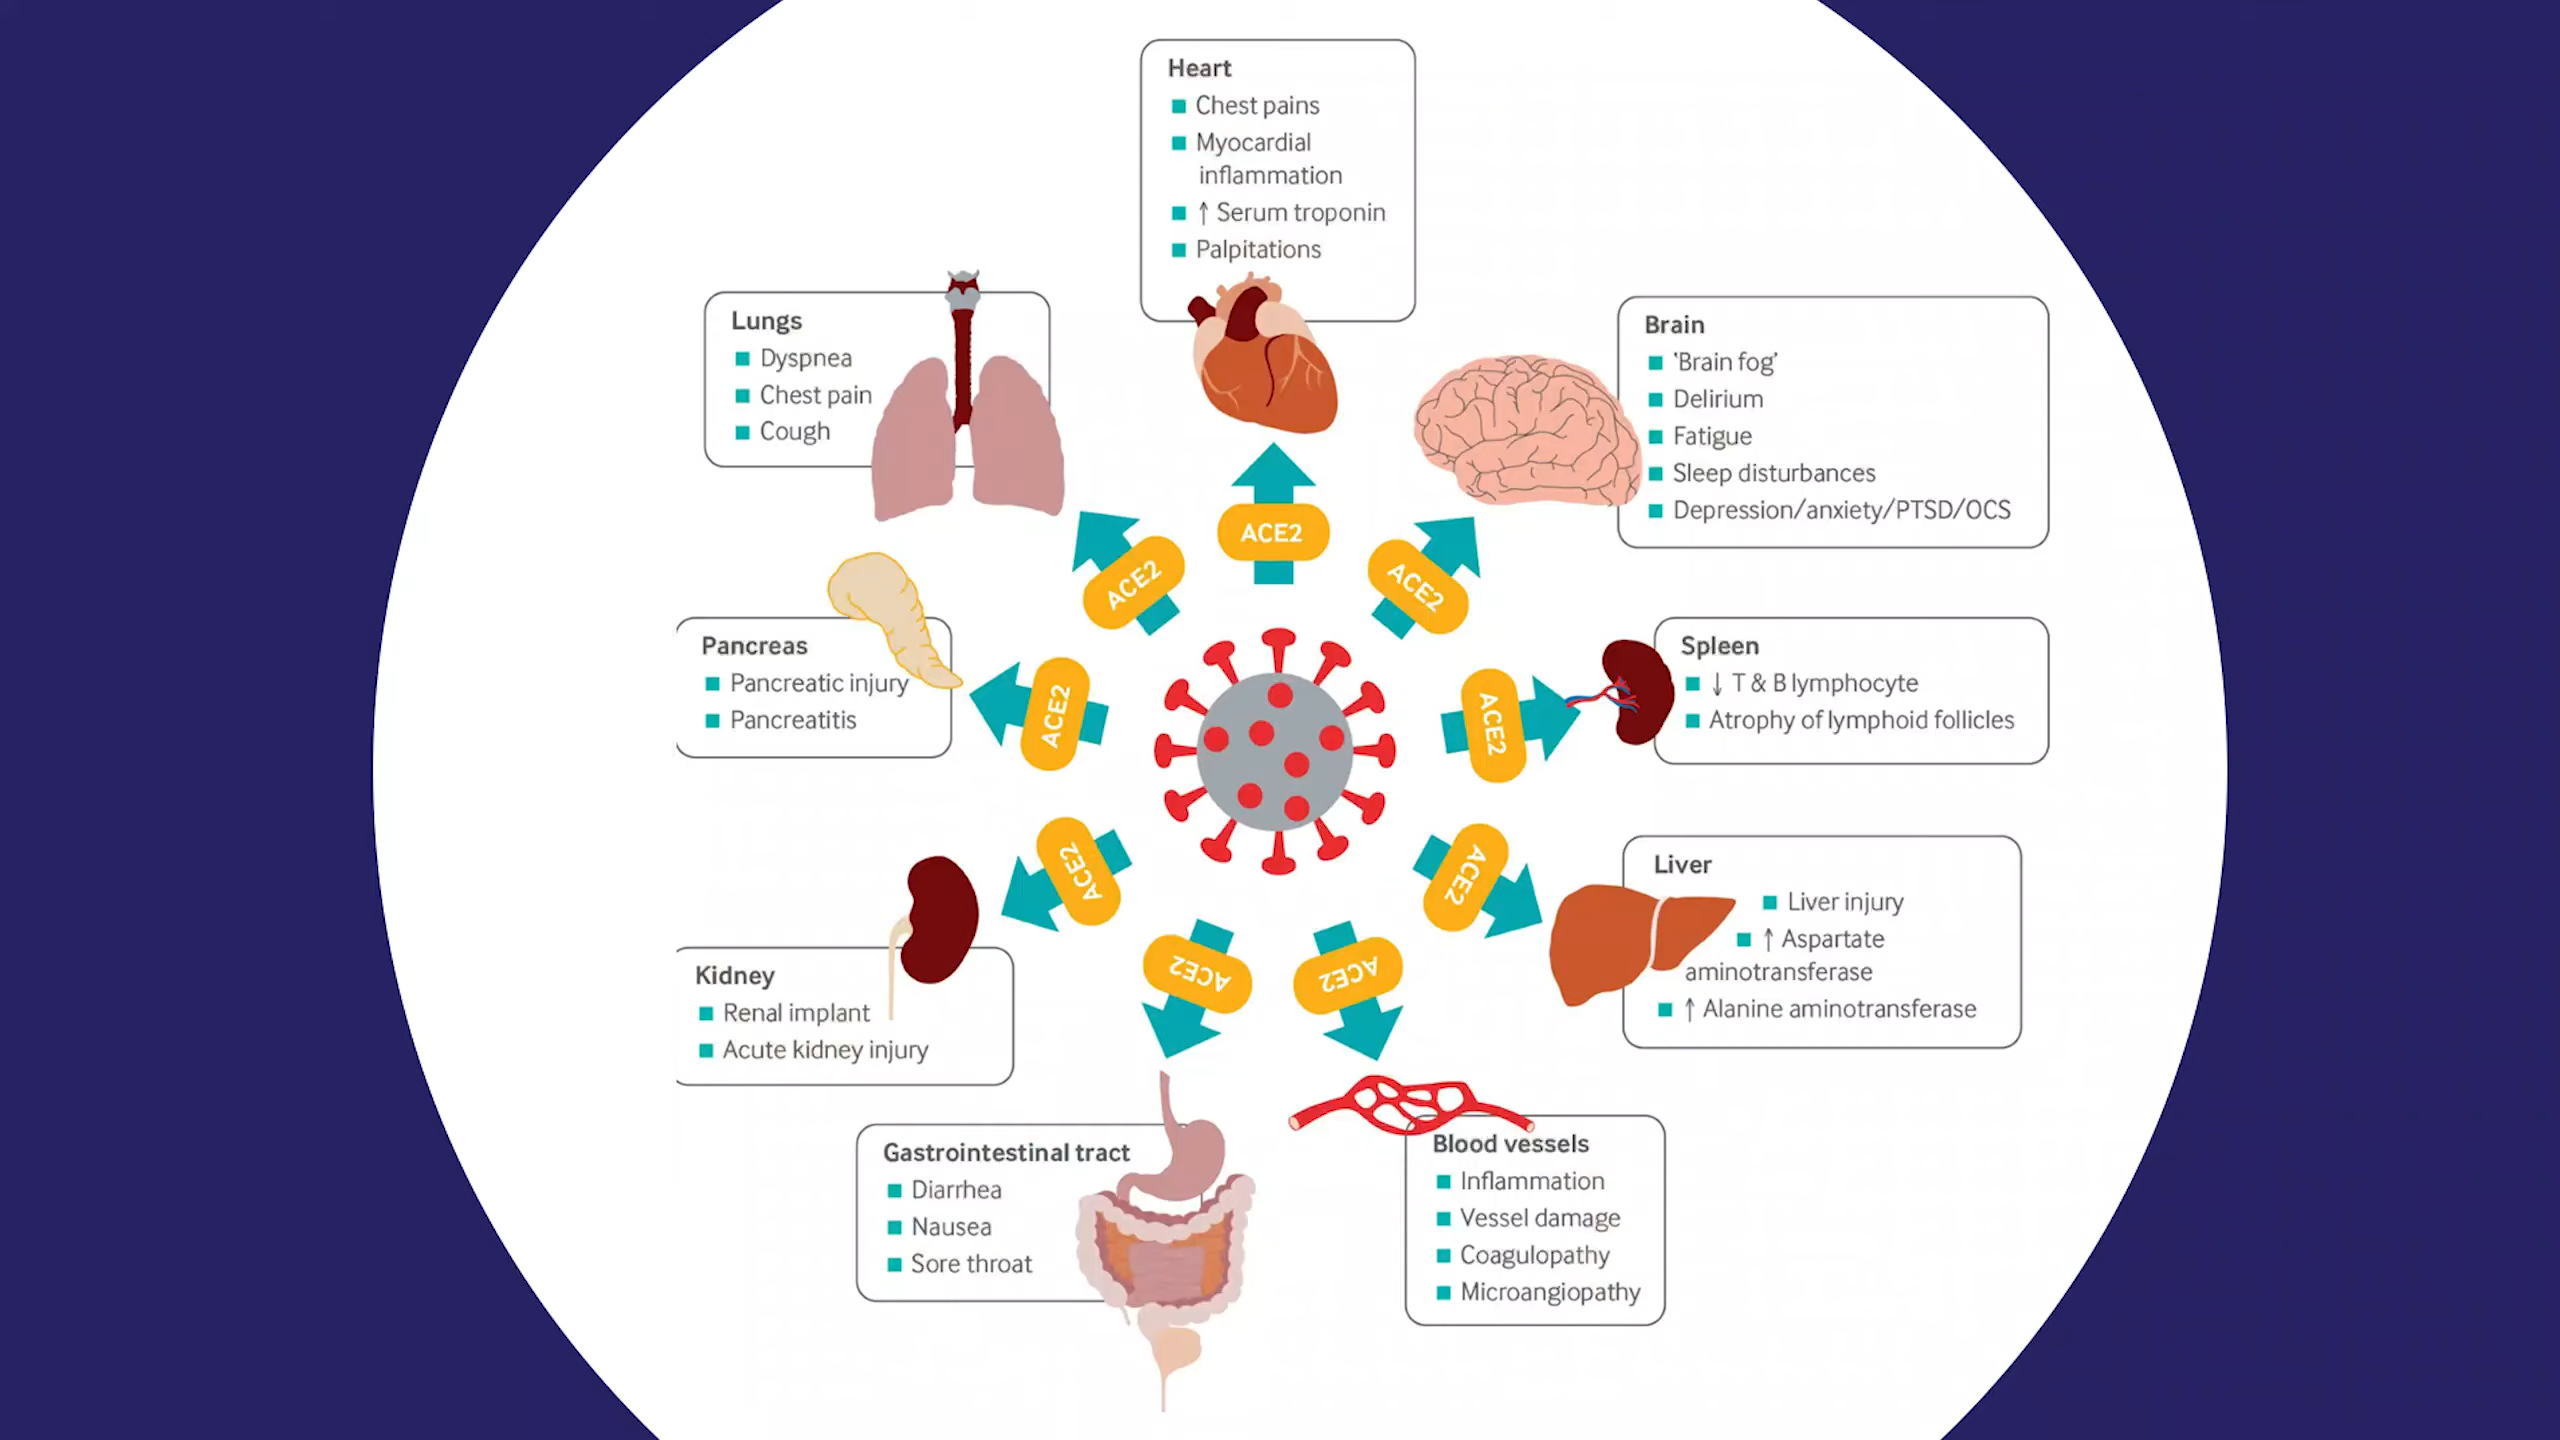 Heart
Chest pains
Myocardial
inflammation
↑ Serum troponin
Palpitations
Lungs
Dyspnea
Chest pain
Cough
Brain
‘Brain fog’
Delirium
Fatigue
Sleep disturbances
Depression/anxiety/PTSD/OCS
ACE2
ACE2
ACE2
Pancreas
Pancreatic injury
Pancreatitis
ACE2
ACE2
Spleen
↓ T & B lymphocyte
Atrophy of lymphoid follicles
Kidney
Renal implant
Acute kidney injury
ACE2
ACE2
Liver
Liver injury
↑ Aspartate
aminotransferase
↑ Alanine aminotransferase
ACE2
ACE2
Gastrointestinal tract
Diarrhea
Nausea
Sore throat
Blood vessels
Inflammation
Vessel damage
Coagulopathy
Microangiopathy